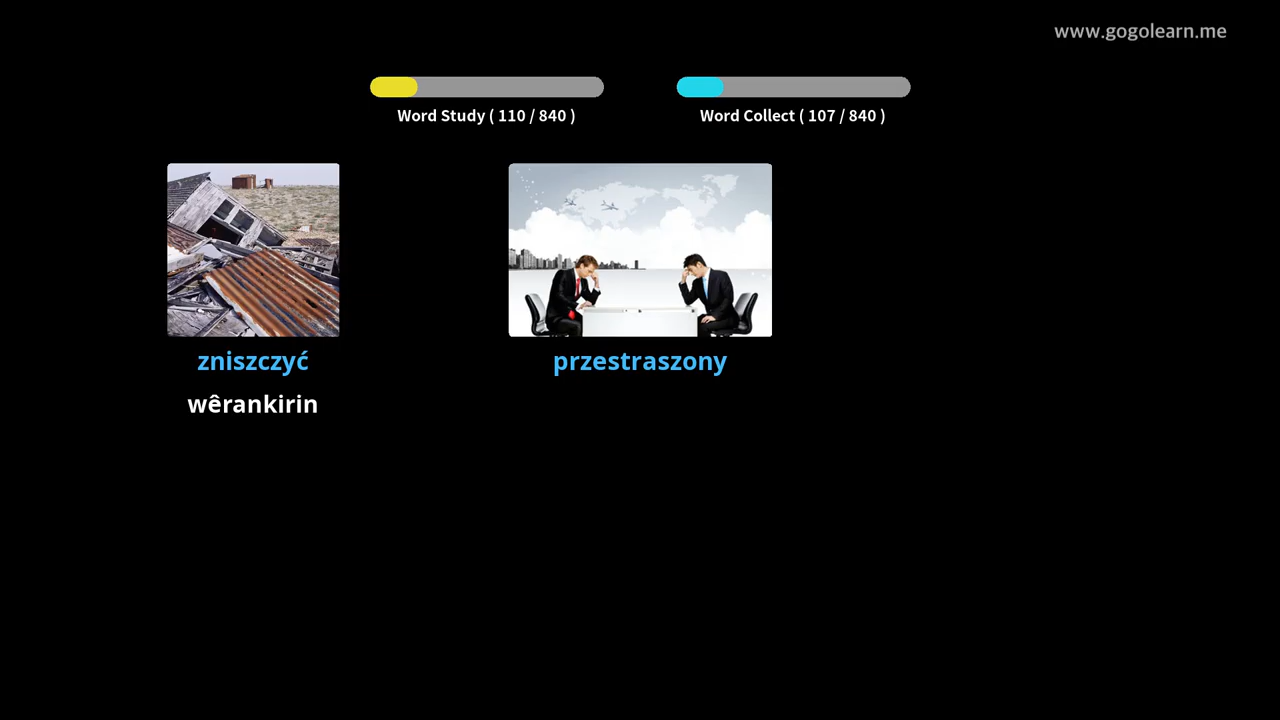 www.gogolearn.me
Word Study ( 110 / 840 )
Word Collect ( 107 / 840 )
zniszczyć
przestraszony
wêrankirin